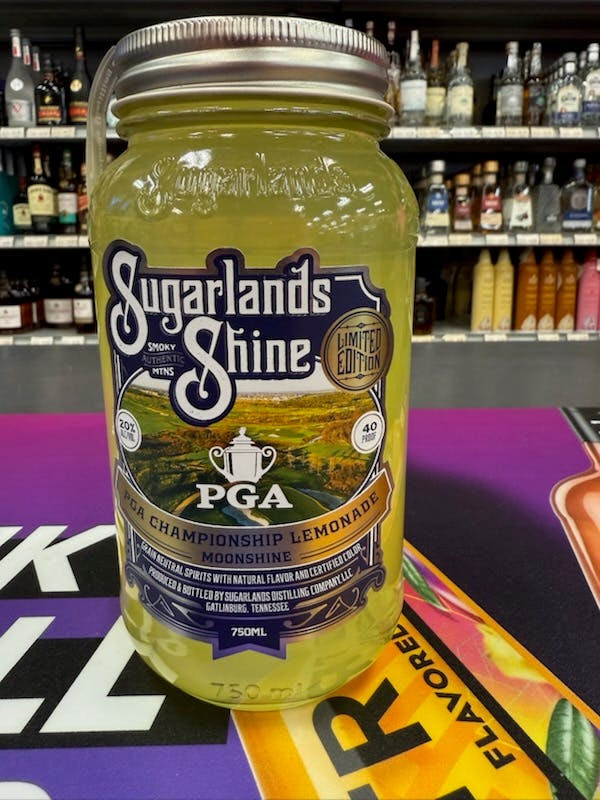 Sugarlands
Sugarlands
Shine
SMOKY
AUTHENTIC
MTNS
LIMITED
EDITION
20%
ALC/VOL
40
PROOF
PGA
PGA CHAMPIONSHIP LEMONADE
MOONSHINE
GRAIN NEUTRAL SPIRITS WITH NATURAL FLAVOR AND CERTIFIED COLOR
PRODUCED & BOTTLED BY SUGARLANDS DISTILLING COMPANY, LLC
GATLINBURG, TENNESSEE
750ML
750 ml
FLAVORED